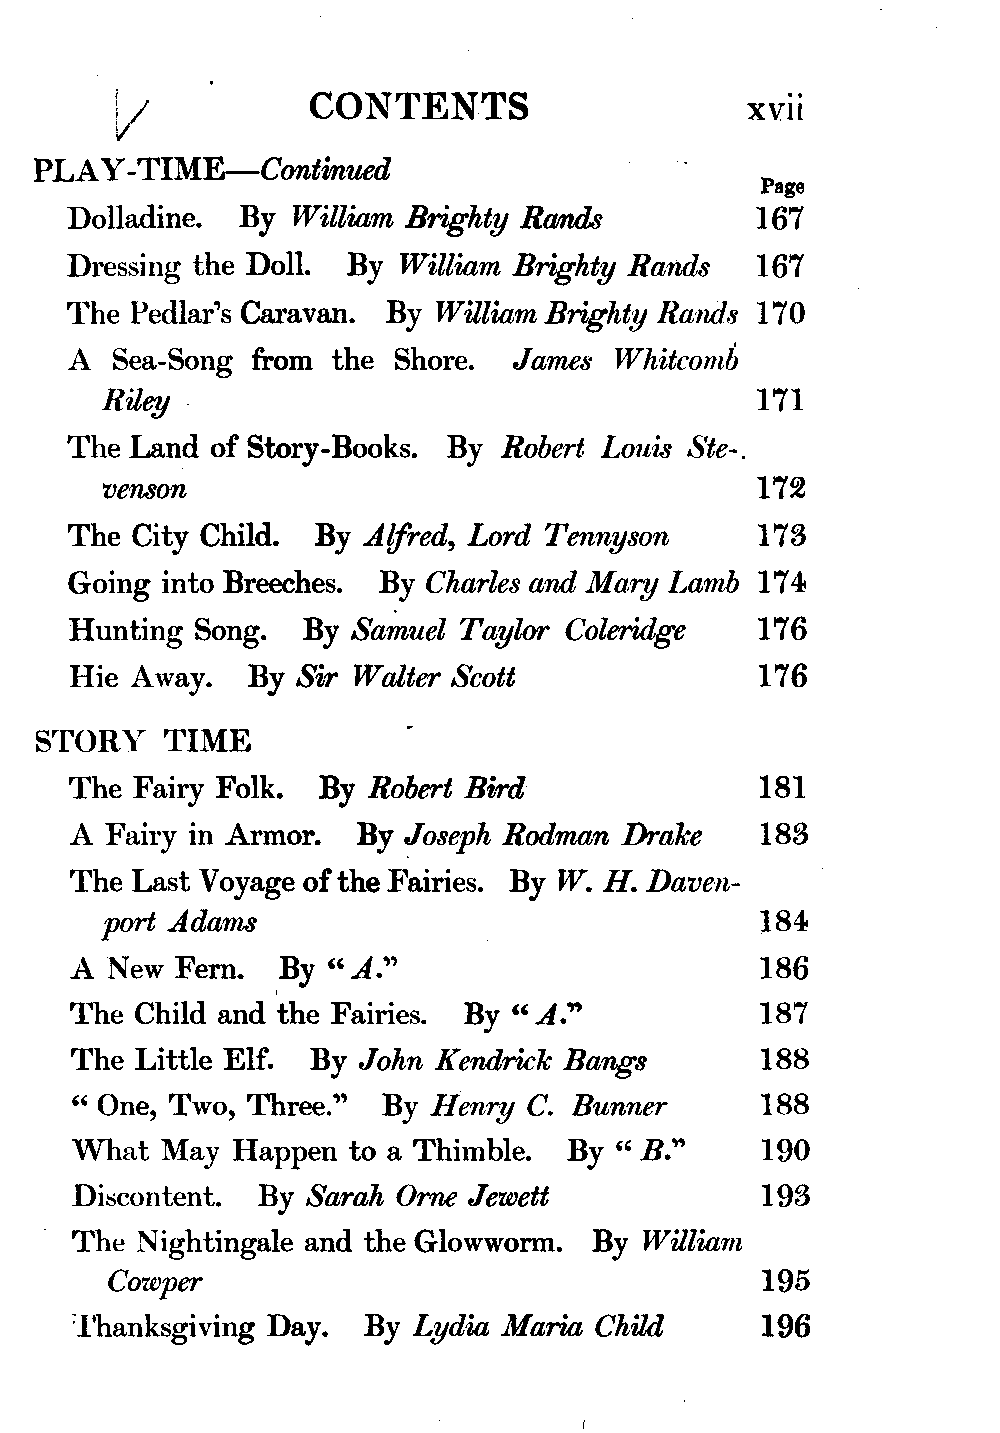 CONTENTS xvii
PLAY-TIME—Continued
Page
Dolladine. By William Brighty Rands 167
Dressing the Doll. By William Brighty Rands 167
The Pedlar's Caravan. By William Brighty Rands 170
A Sea-Song from the Shore. James Whitcomb
Riley 171
The Land of Story-Books. By Robert Louis Ste-
venson 172
The City Child. By Alfred, Lord Tennyson 173
Going into Breeches. By Charles and Mary Lamb 174
Hunting Song. By Samuel Taylor Coleridge 176
Hie Away. By Sir Walter Scott 176
STORY TIME
The Fairy Folk. By Robert Bird 181
A Fairy in Armor. By Joseph Rodman Drake 183
The Last Voyage of the Fairies. By W. H. Daven-
port Adams 184
A New Fern. By "A." 186
The Child and the Fairies. By "A." 187
The Little Elf. By John Kendrick Bangs 188
"One, Two, Three." By Henry C. Bunner 188
What May Happen to a Thimble. By "B." 190
Discontent. By Sarah Orne Jewett 193
The Nightingale and the Glowworm. By William
Cowper 195
Thanksgiving Day. By Lydia Maria Child 196